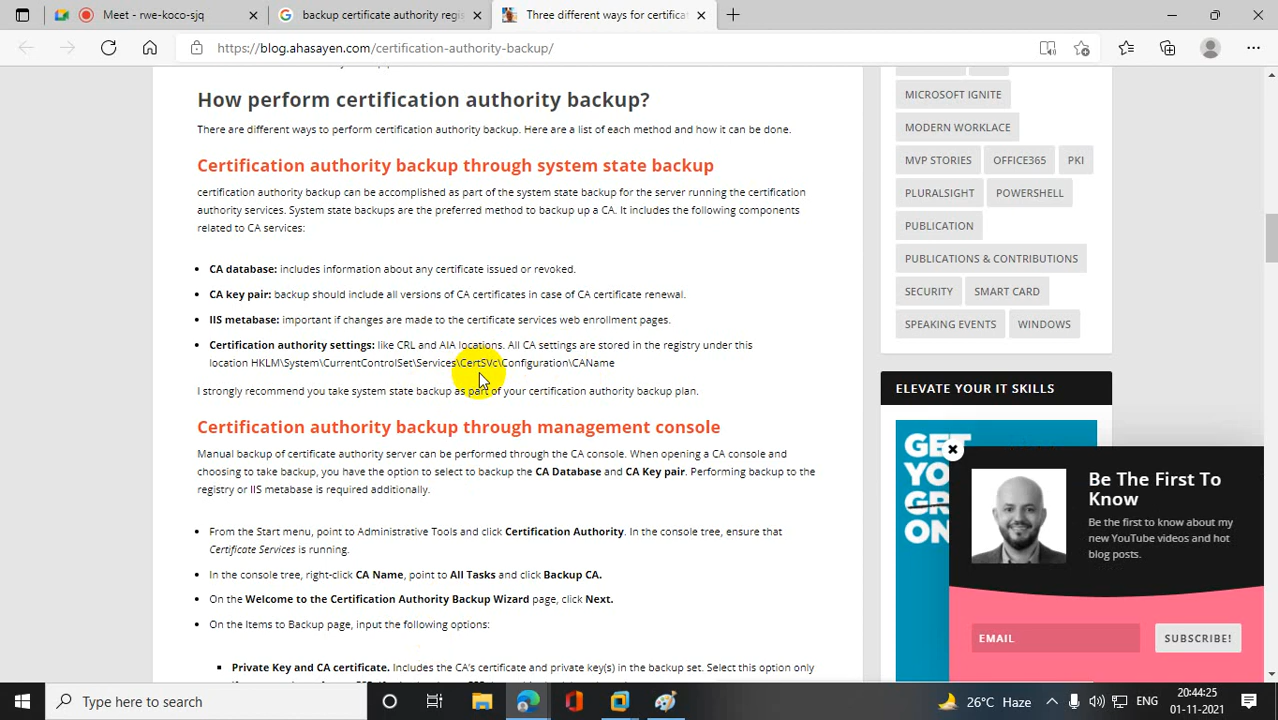 Meet - rwe-koco-sjq
backup certificate authority regis
Three different ways for certificat
https://blog.ahasayen.com/certification-authority-backup/
How perform certification authority backup?
There are different ways to perform certification authority backup. Here are a list of each method and how it can be done.
Certification authority backup through system state backup
certification authority backup can be accomplished as part of the system state backup for the server running the certification
authority services. System state backups are the preferred method to backup up a CA. It includes the following components
related to CA services:
• CA database: includes information about any certificate issued or revoked.
• CA key pair: backup should include all versions of CA certificates in case of CA certificate renewal.
• IIS metabase: important if changes are made to the certificate services web enrollment pages.
• Certification authority settings: like CRL and AIA locations. All CA settings are stored in the registry under this
location HKLM\System\CurrentControlSet\Services\CertSVc\Configuration\CAName
I strongly recommend you take system state backup as part of your certification authority backup plan.
Certification authority backup through management console
Manual backup of certificate authority server can be performed through the CA console. When opening a CA console and
choosing to take backup, you have the option to select to backup the CA Database and CA Key pair. Performing backup to the
registry or IIS metabase is required additionally.
• From the Start menu, point to Administrative Tools and click Certification Authority. In the console tree, ensure that
Certificate Services is running.
• In the console tree, right-click CA Name, point to All Tasks and click Backup CA.
• On the Welcome to the Certification Authority Backup Wizard page, click Next.
• On the Items to Backup page, input the following options:
▪ Private Key and CA certificate. Includes the CA's certificate and private key(s) in the backup set. Select this option only
MICROSOFT IGNITE
MODERN WORKLACE
MVP STORIES
OFFICE365
PKI
PLURALSIGHT
POWERSHELL
PUBLICATION
PUBLICATIONS & CONTRIBUTIONS
SECURITY
SMART CARD
SPEAKING EVENTS
WINDOWS
ELEVATE YOUR IT SKILLS
GET
YO
GR
ON
Be The First To
Know
Be the first to know about my
new YouTube videos and hot
blog posts.
EMAIL
SUBSCRIBE!
Type here to search
26°C Haze
ENG
20:44:25
01-11-2021